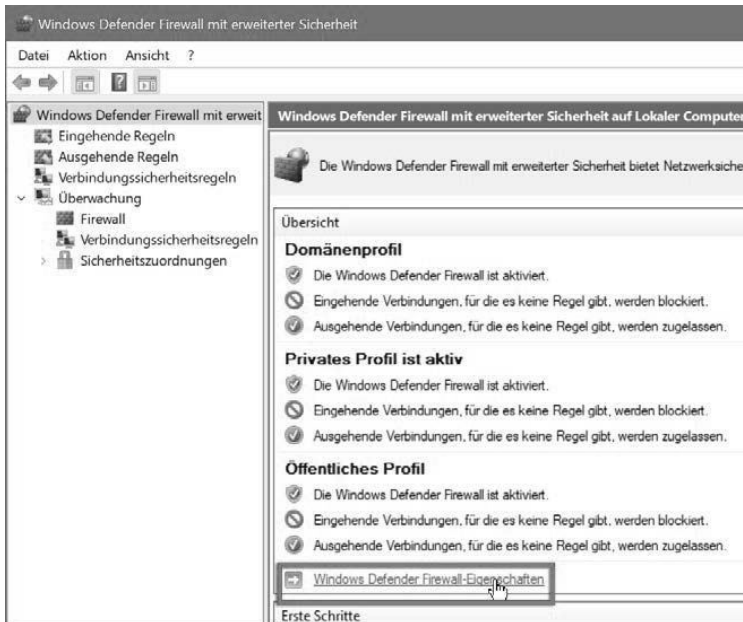 Windows Defender Firewall mit erweiterter Sicherheit
Datei Aktion Ansicht ?
Windows Defender Firewall mit erweit
Eingehende Regeln
Ausgehende Regeln
Verbindungssicherheitsregeln
Überwachung
Firewall
Verbindungssicherheitsregeln
Sicherheitszuordnungen
Windows Defender Firewall mit erweiterter Sicherheit auf Lokaler Computer
Die Windows Defender Firewall mit erweiterter Sicherheit bietet Netzwerksiche
Übersicht
Domänenprofil
Die Windows Defender Firewall ist aktiviert.
Eingehende Verbindungen, für die es keine Regel gibt, werden blockiert.
Ausgehende Verbindungen, für die es keine Regel gibt, werden zugelassen.
Privates Profil ist aktiv
Die Windows Defender Firewall ist aktiviert.
Eingehende Verbindungen, für die es keine Regel gibt, werden blockiert.
Ausgehende Verbindungen, für die es keine Regel gibt, werden zugelassen.
Öffentliches Profil
Die Windows Defender Firewall ist aktiviert.
Eingehende Verbindungen, für die es keine Regel gibt, werden blockiert.
Ausgehende Verbindungen, für die es keine Regel gibt, werden zugelassen.
Windows Defender Firewall-Eigenschaften
Erste Schritte